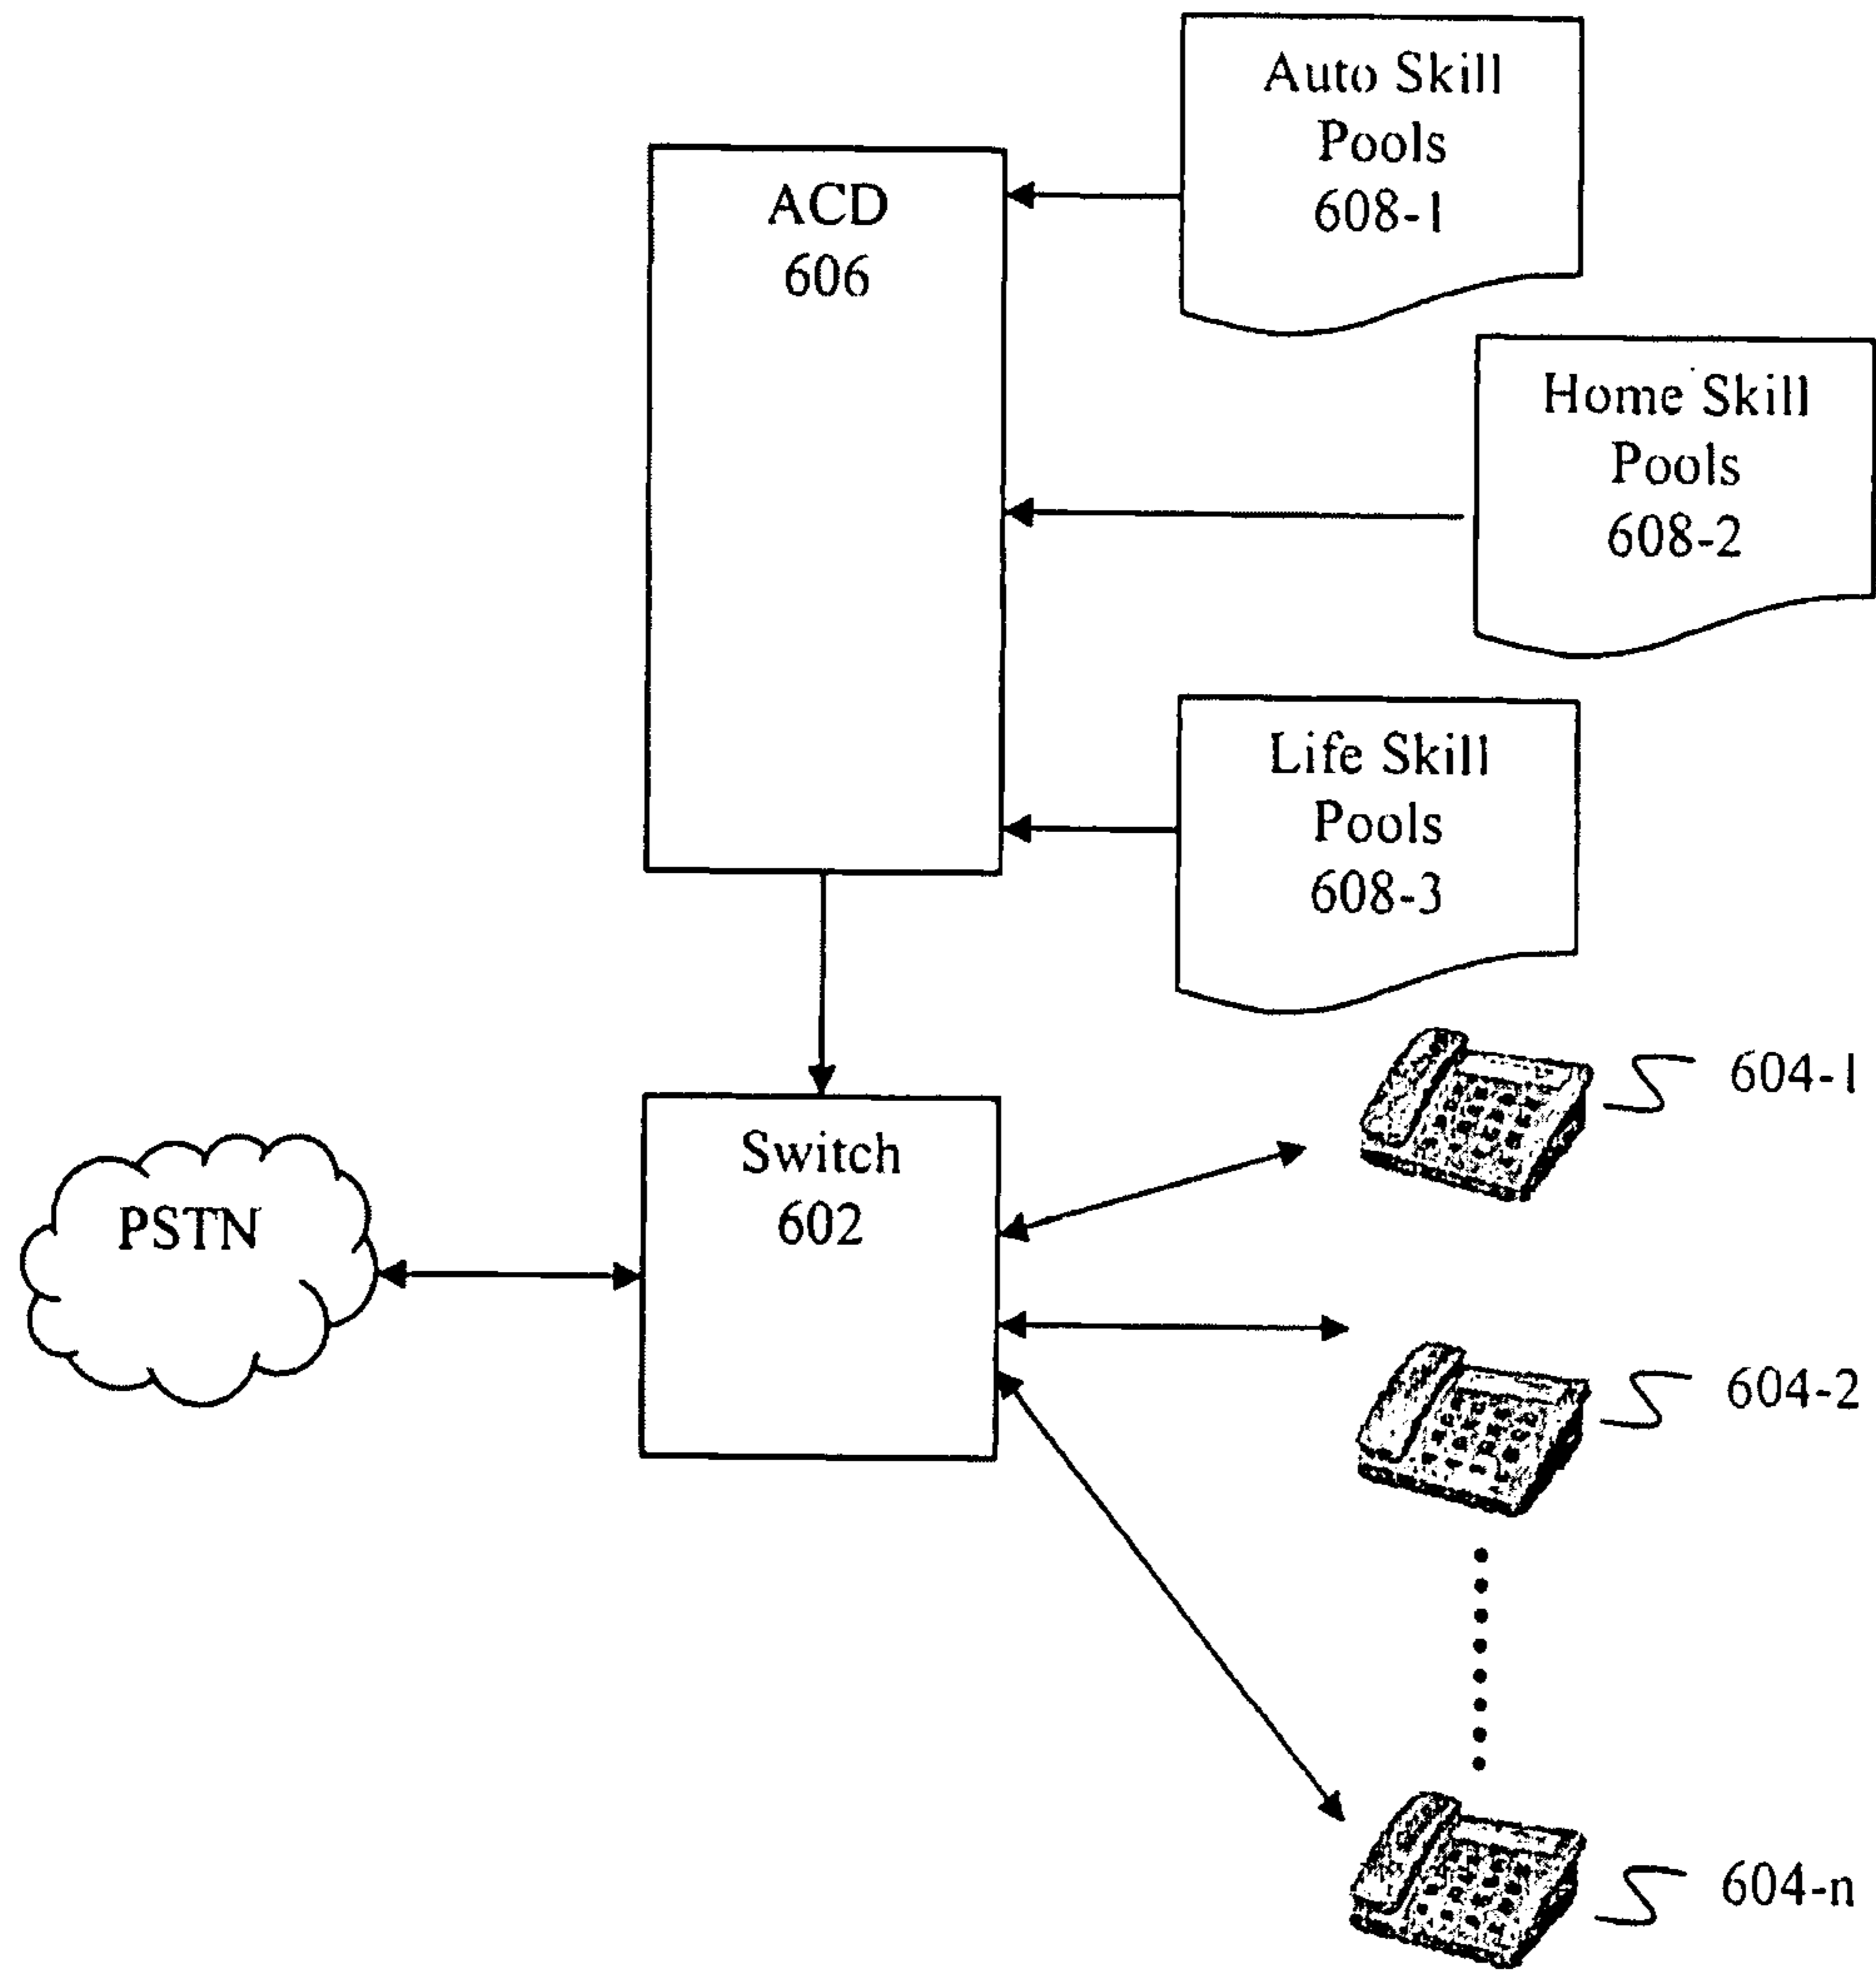 Auto Skill
Pools
608-1
ACD
606
Home Skill
Pools
608-2
Life Skill
Pools
608-3
604-1
Switch
602
PSTN
604-2
604-n